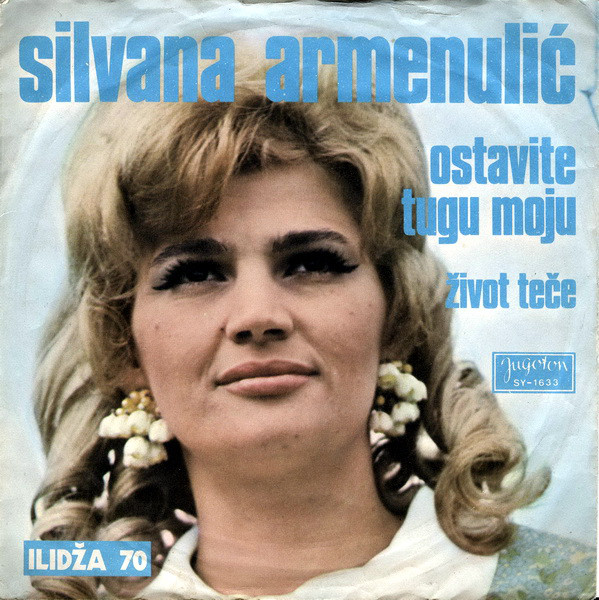 silvana armenulić
ostavite
tugu moju
život teče
Jugoton
SY-1633
ILIDŽA 70